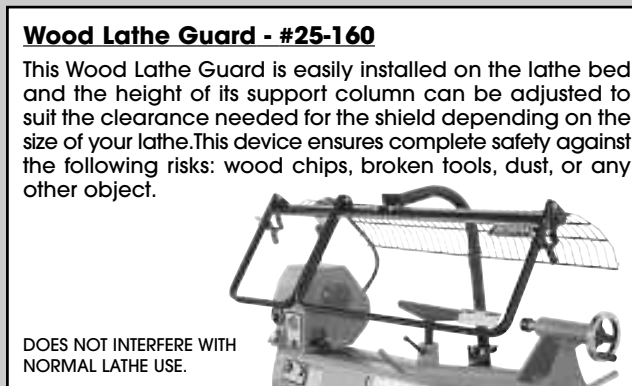 Wood Lathe Guard - #25-160
This Wood Lathe Guard is easily installed on the lathe bed
and the height of its support column can be adjusted to
suit the clearance needed for the shield depending on the
size of your lathe.This device ensures complete safety against
the following risks: wood chips, broken tools, dust, or any
other object.
DOES NOT INTERFERE WITH
NORMAL LATHE USE.